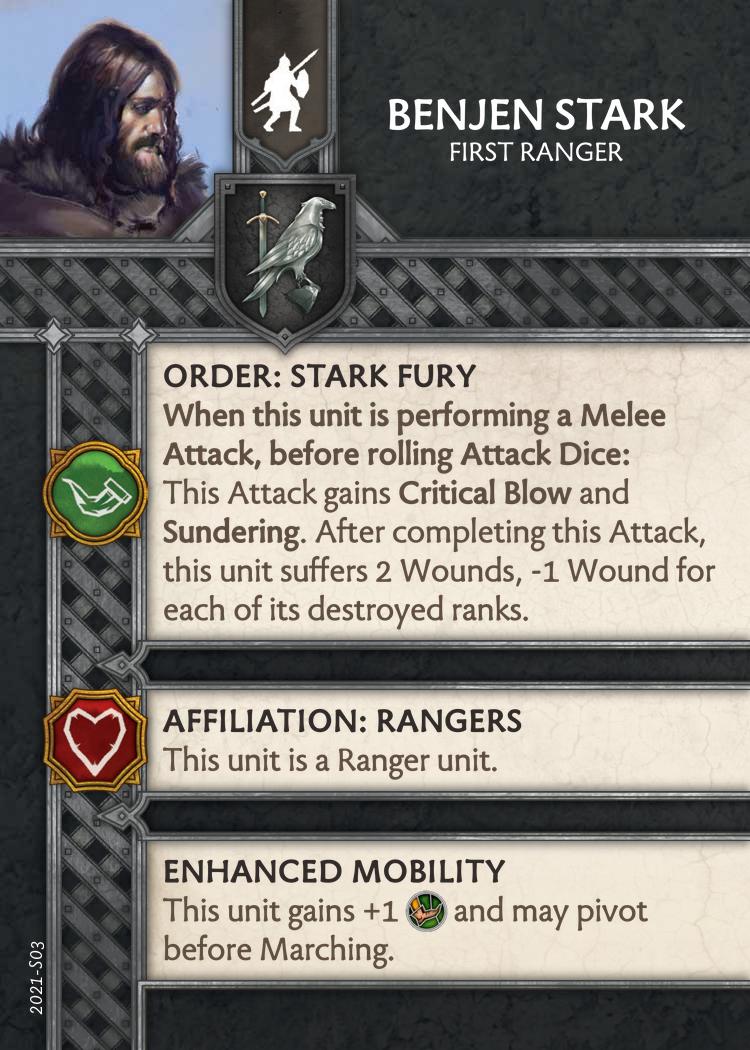 BENJEN STARK
FIRST RANGER
ORDER: STARK FURY
When this unit is performing a Melee
Attack, before rolling Attack Dice:
This Attack gains Critical Blow and
Sundering. After completing this Attack,
this unit suffers 2 Wounds, -1 Wound for
each of its destroyed ranks.
AFFILIATION: RANGERS
This unit is a Ranger unit.
ENHANCED MOBILITY
This unit gains +1 and may pivot
before Marching.
2021-S03